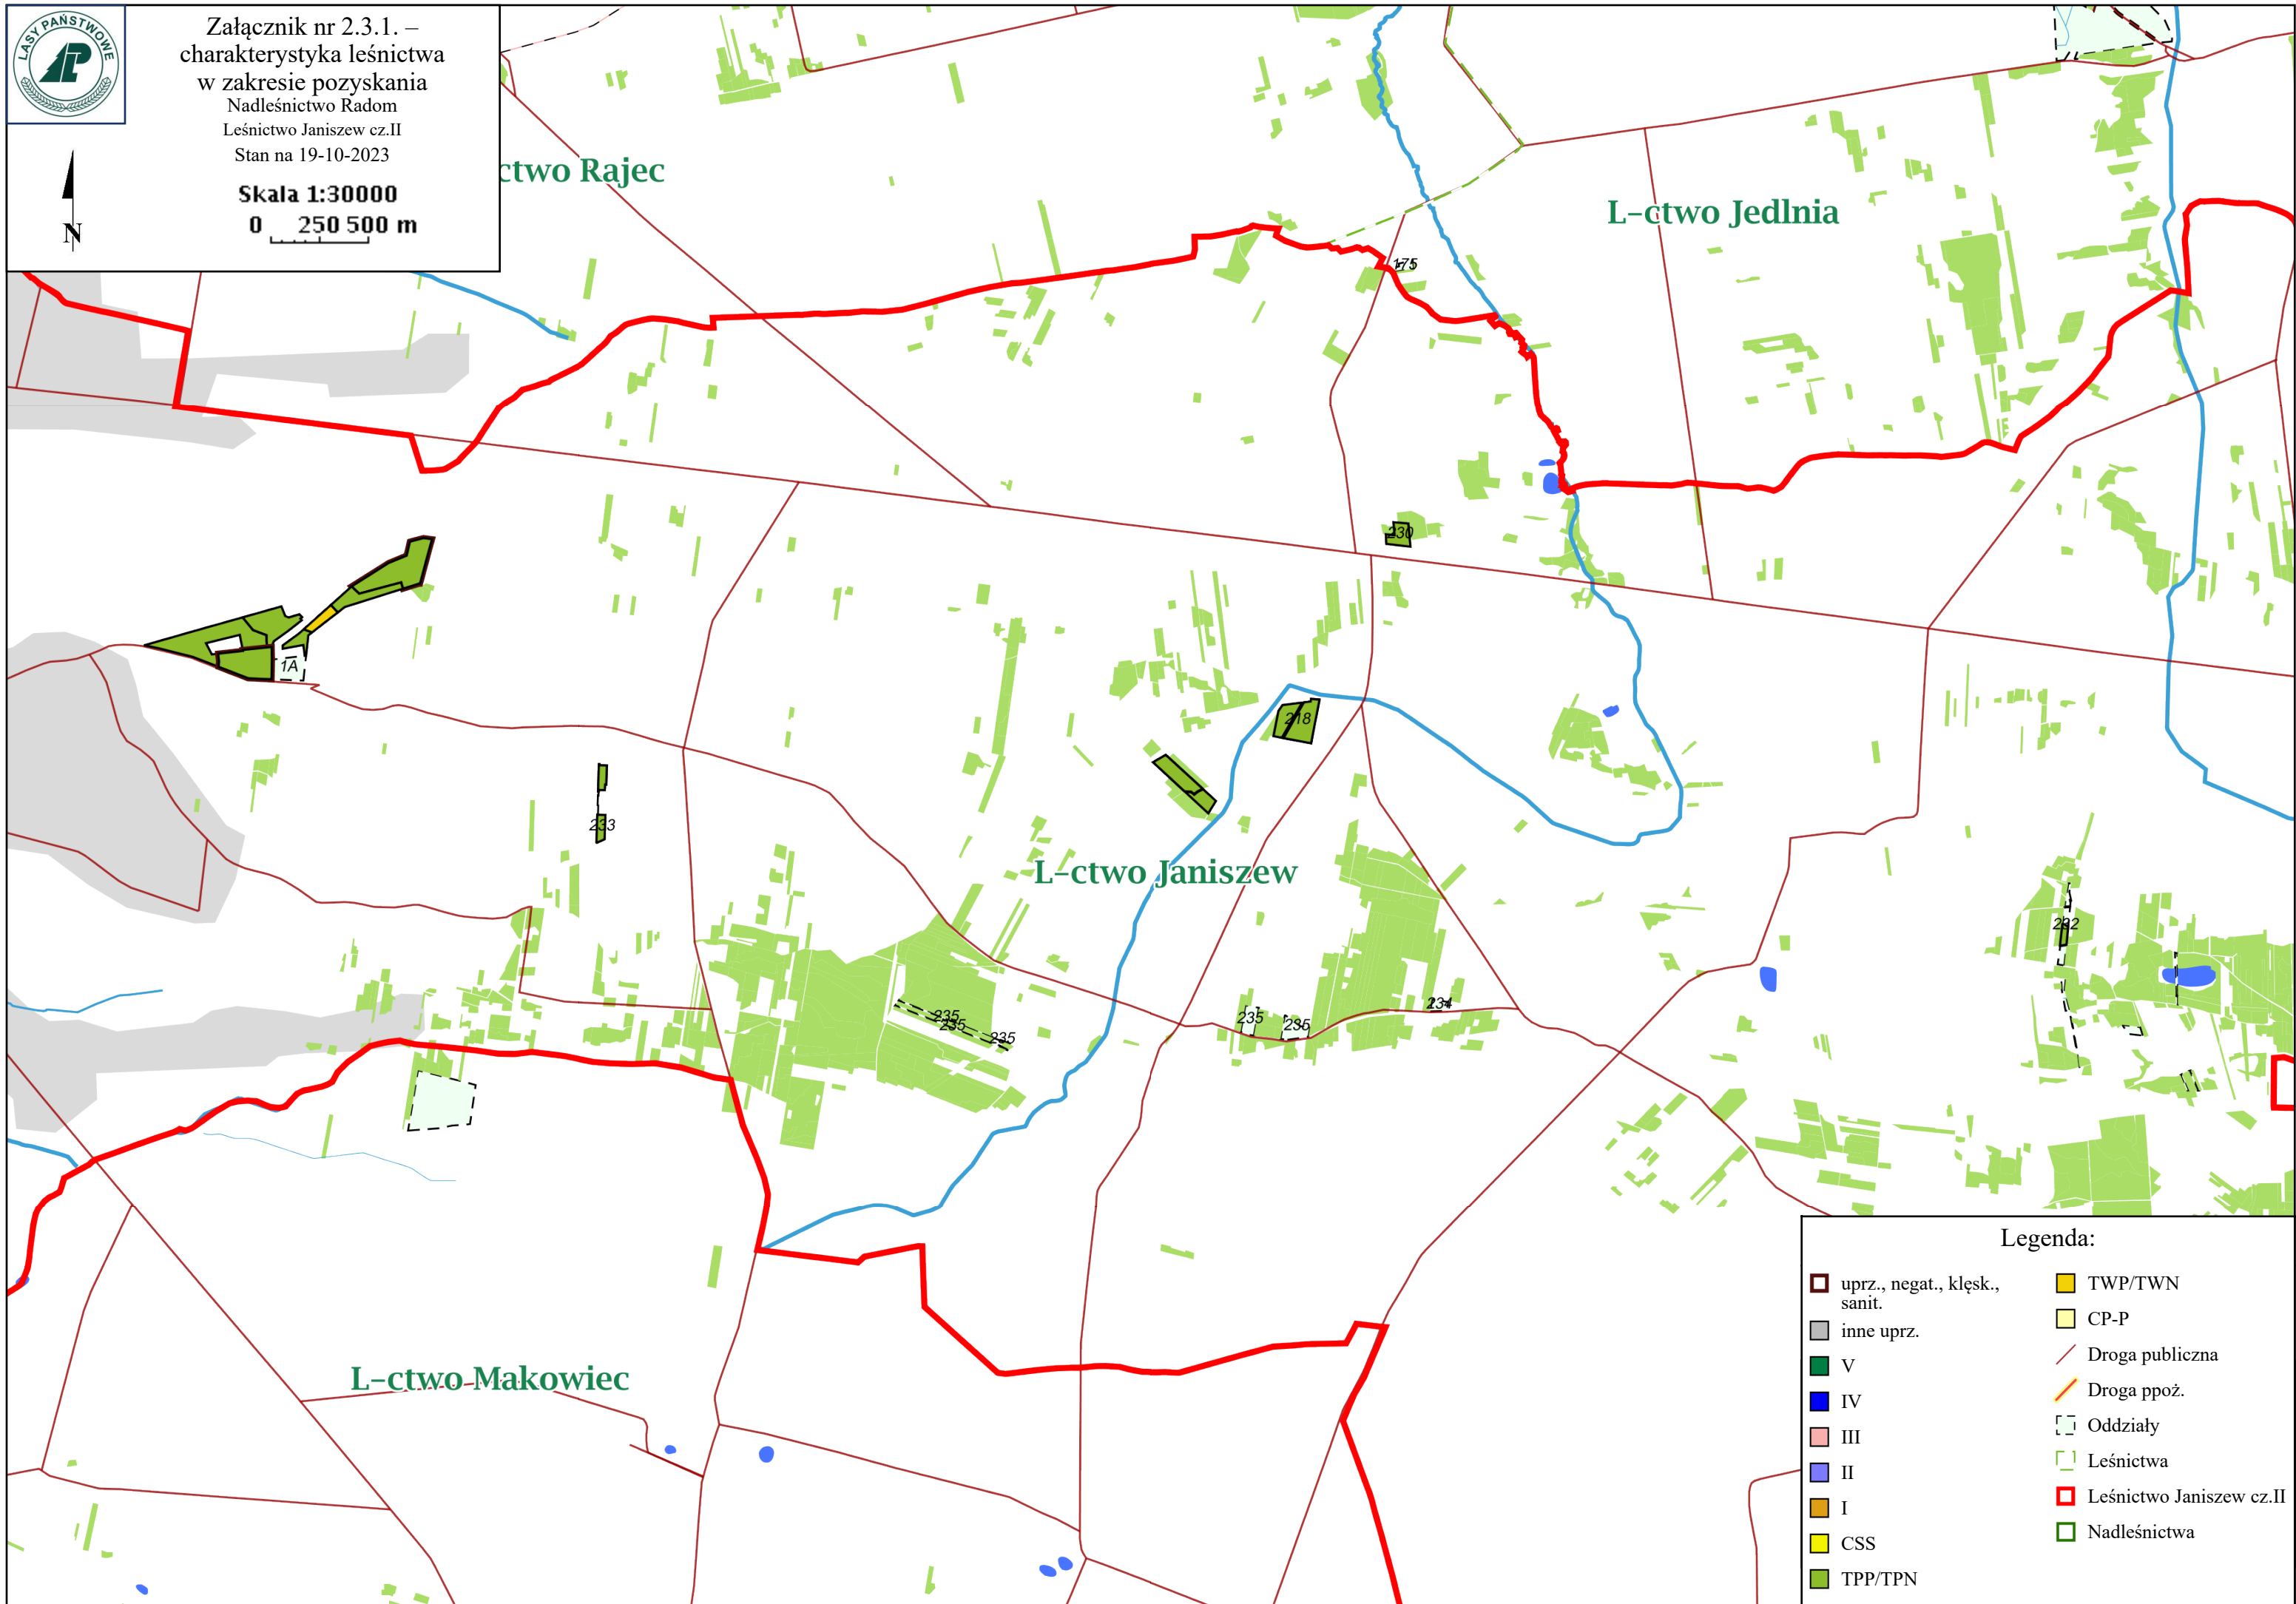 LASY PAŃSTWOWE
Załącznik nr 2.3.1. –
charakterystyka leśnictwa
w zakresie pozyskania
Nadleśnictwo Radom
Leśnictwo Janiszew cz.II
Stan na 19-10-2023
Skala 1:30000
0 250 500 m
N
ctwo Rajec
L-ctwo Jedlnia
175
230
1A
218
233
L-ctwo Janiszew
232
234
235
235
235
235
235
L-ctwo Makowiec
Legenda:
uprz., negat., klęsk.,
sanit.
inne uprz.
V
IV
III
II
I
CSS
TPP/TPN
TWP/TWN
CP-P
Droga publiczna
Droga ppoż.
Oddziały
Leśnictwa
Leśnictwo Janiszew cz.II
Nadleśnictwa